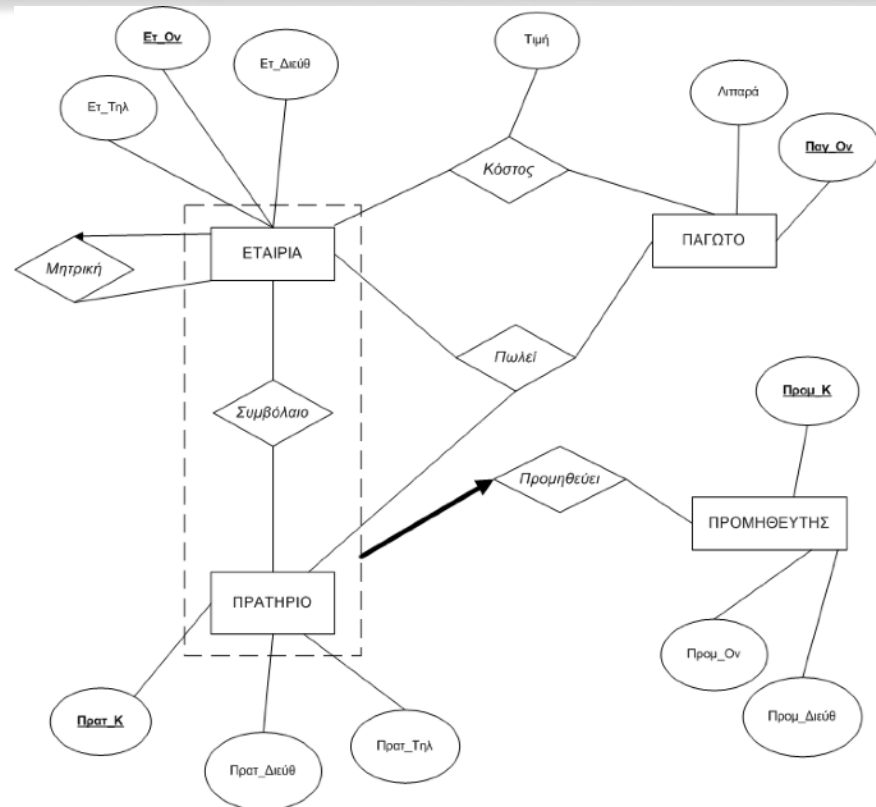 Ετ_Ον
Τιμή
Ετ_Διεύθ
Λιπαρά
Ετ_Τηλ
Παγ_Ον
Κόστος
ΕΤΑΙΡΙΑ
ΠΑΓΩΤΟ
Μητρική
Πωλεί
Προμ_Κ
Συμβόλαιο
Προμηθεύει
ΠΡΟΜΗΘΕΥΤΗΣ
ΠΡΑΤΗΡΙΟ
Προμ_Ον
Πρατ_Κ
Προμ_Διεύθ
Πρατ_Τηλ
Πρατ_Διεύθ